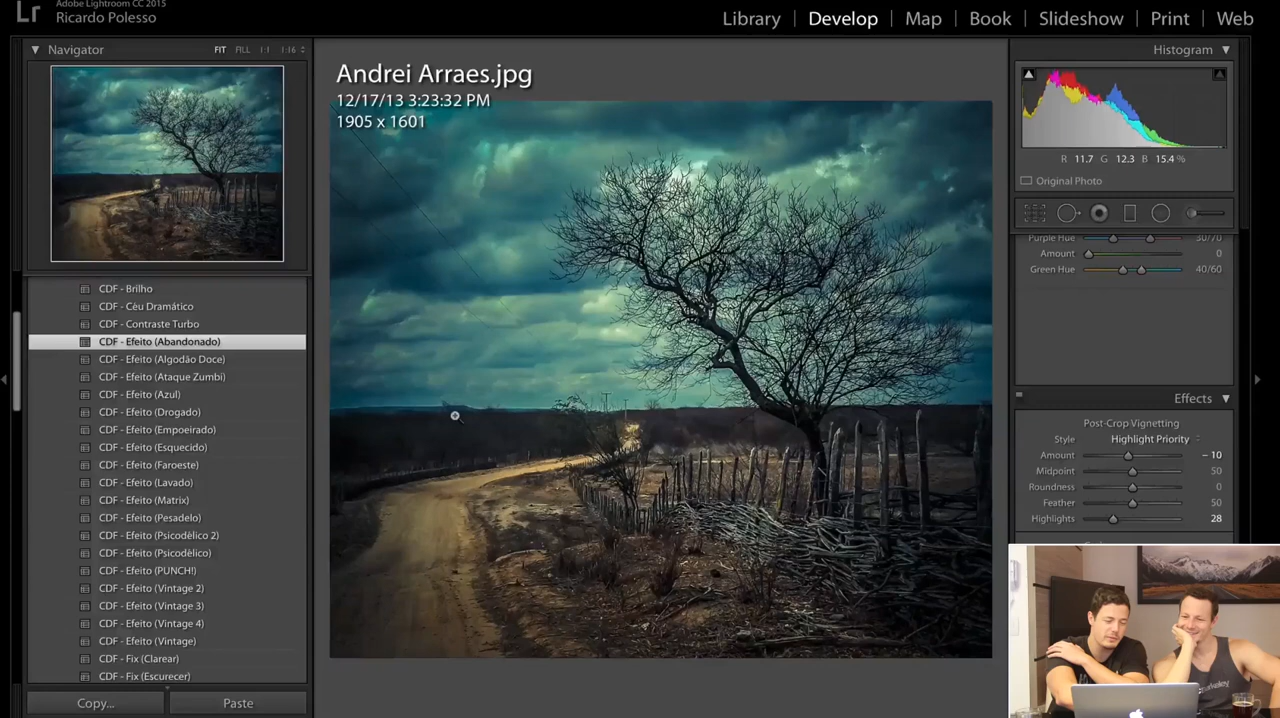 Lr
Adobe Lightroom CC 2015
Ricardo Polesso
Library | Develop | Map | Book | Slideshow | Print | Web
Navigator
FIT FILL 1:1 1:16
Histogram
Andrei Arraes.jpg
12/17/13 3:23:32 PM
1905 x 1601
R 11.7 G 12.3 B 15.4 %
Original Photo
Purple Hue 30/70
Amount 0
Green Hue 40/60
CDF - Brilho
CDF - Céu Dramático
CDF - Contraste Turbo
CDF - Efeito (Abandonado)
CDF - Efeito (Algodão Doce)
CDF - Efeito (Ataque Zumbi)
CDF - Efeito (Azul)
CDF - Efeito (Drogado)
CDF - Efeito (Empoeirado)
CDF - Efeito (Esquecido)
CDF - Efeito (Faroeste)
CDF - Efeito (Lavado)
CDF - Efeito (Matrix)
CDF - Efeito (Pesadelo)
CDF - Efeito (Psicodélico 2)
CDF - Efeito (Psicodélico)
CDF - Efeito (PUNCH!)
CDF - Efeito (Vintage 2)
CDF - Efeito (Vintage 3)
CDF - Efeito (Vintage 4)
CDF - Efeito (Vintage)
CDF - Fix (Clarear)
CDF - Fix (Escurecer)
Copy... Paste
Effects
Post-Crop Vignetting
Style Highlight Priority
Amount – 10
Midpoint 50
Roundness 0
Feather 50
Highlights 28